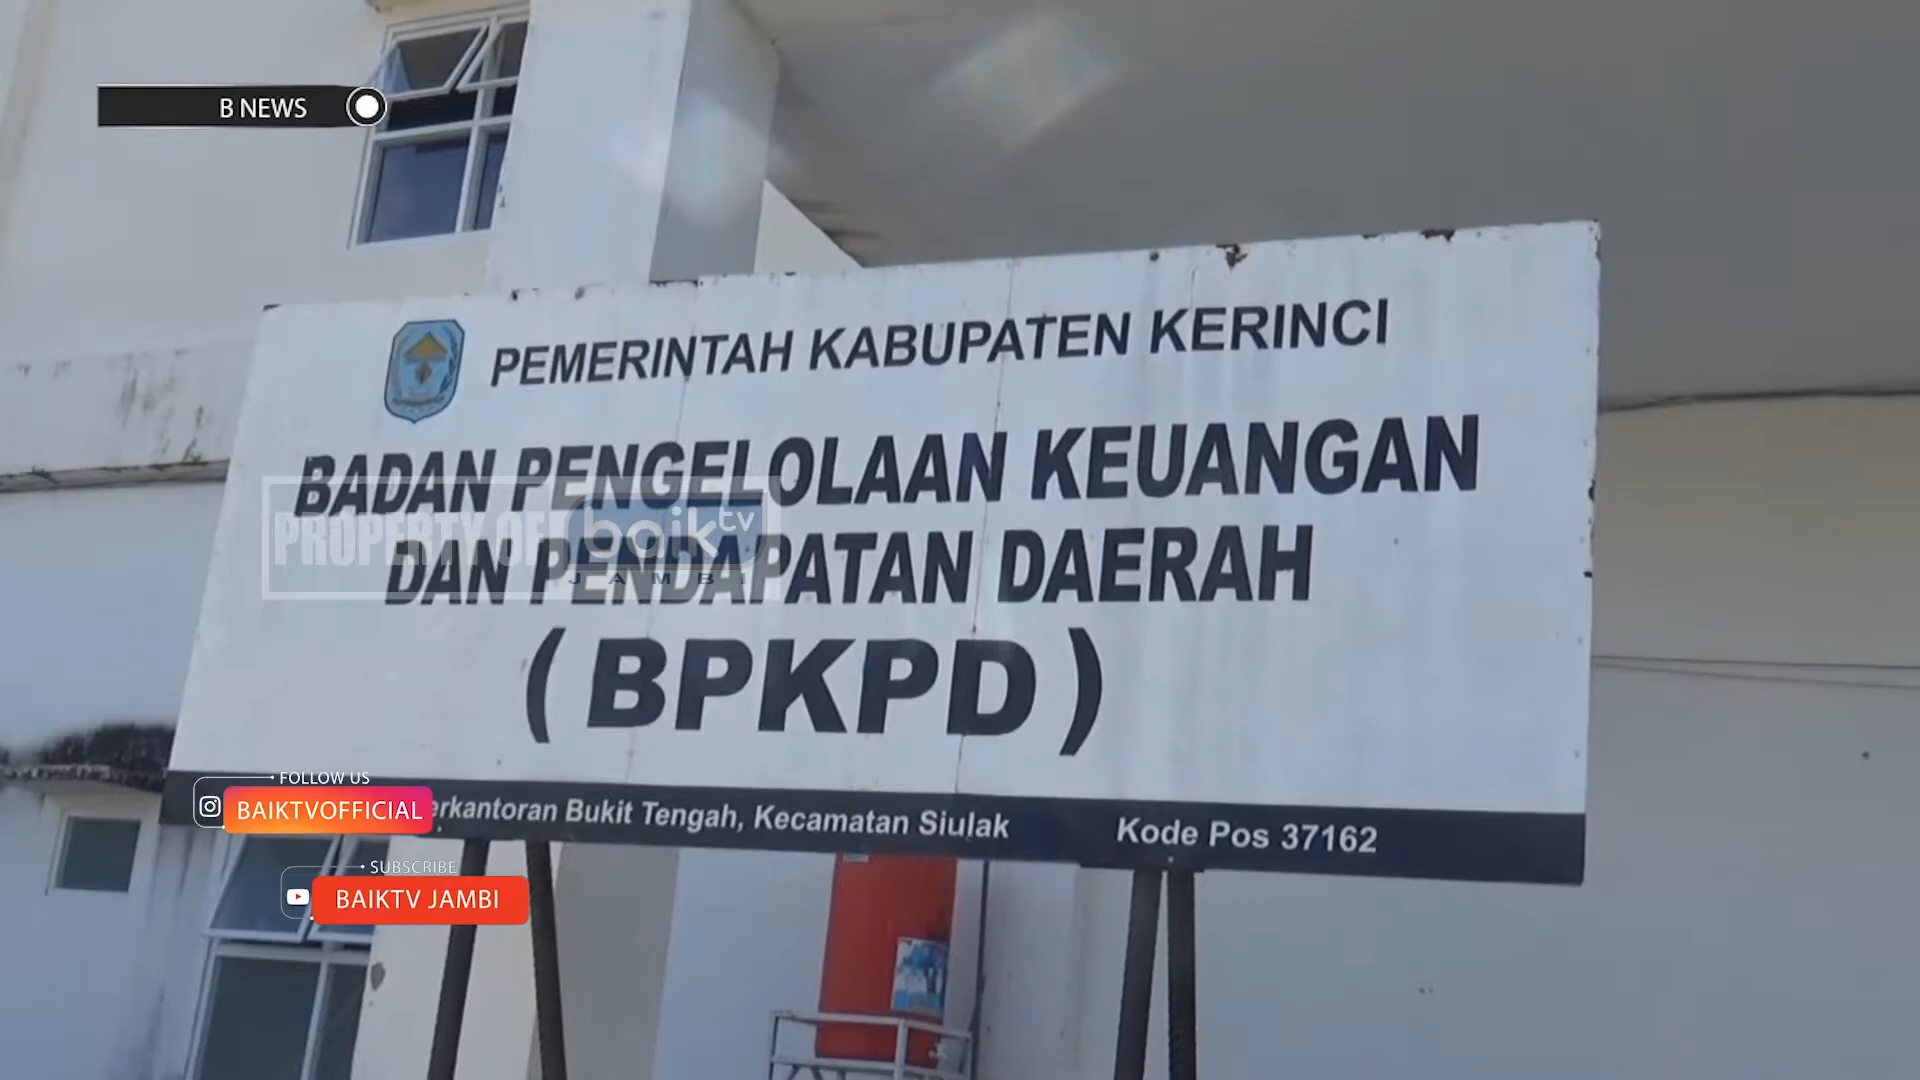 B NEWS
PEMERINTAH KABUPATEN KERINCI
BADAN PENGELOLAAN KEUANGAN
DAN PENDAPATAN DAERAH
(BPKPD)
PROPERTY OF baik tv
JAMBI
erkantoran Bukit Tengah, Kecamatan Siulak Kode Pos 37162
FOLLOW US
BAIKTVOFFICIAL
SUBSCRIBE
BAIKTV JAMBI